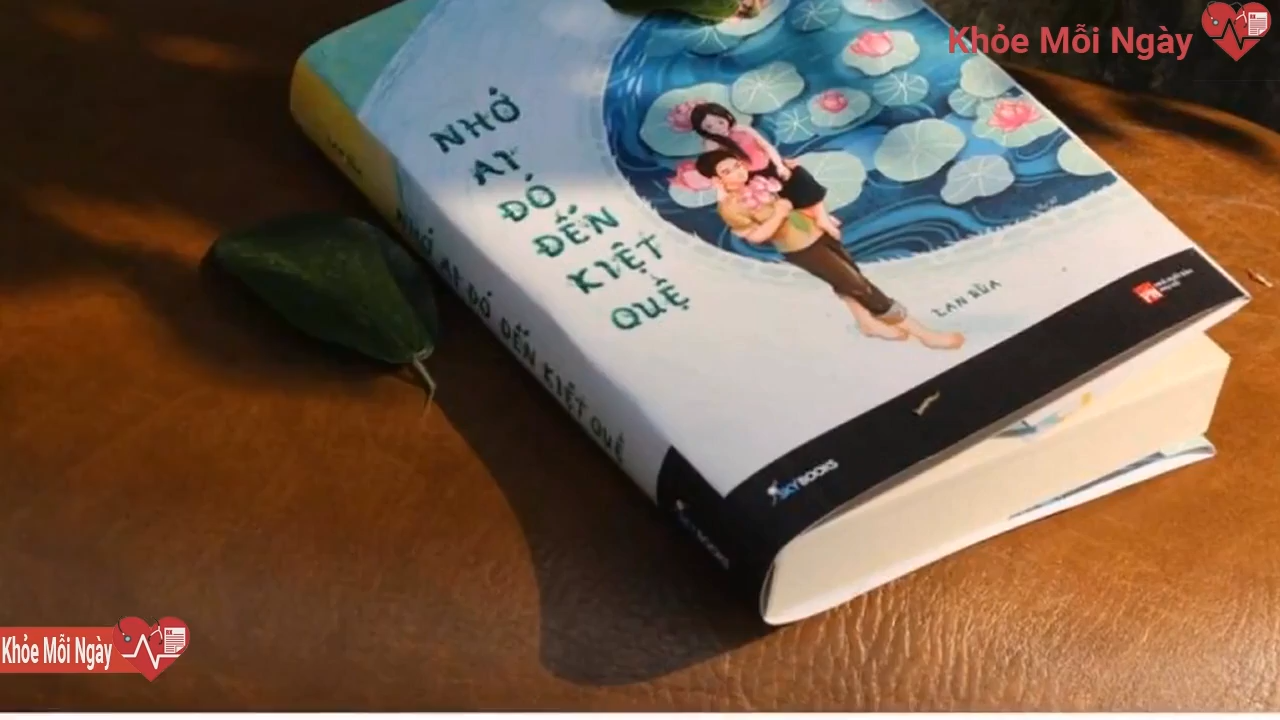 Khỏe Mỗi Ngày
NHỚ
AI
ĐÓ
ĐẾN
KIỆT
QUỆ
LAN RÙA
NHỚ AI ĐÓ ĐẾN KIỆT QUỆ
SKYBOOKS
SKYBOOKS
Khỏe Mỗi Ngày